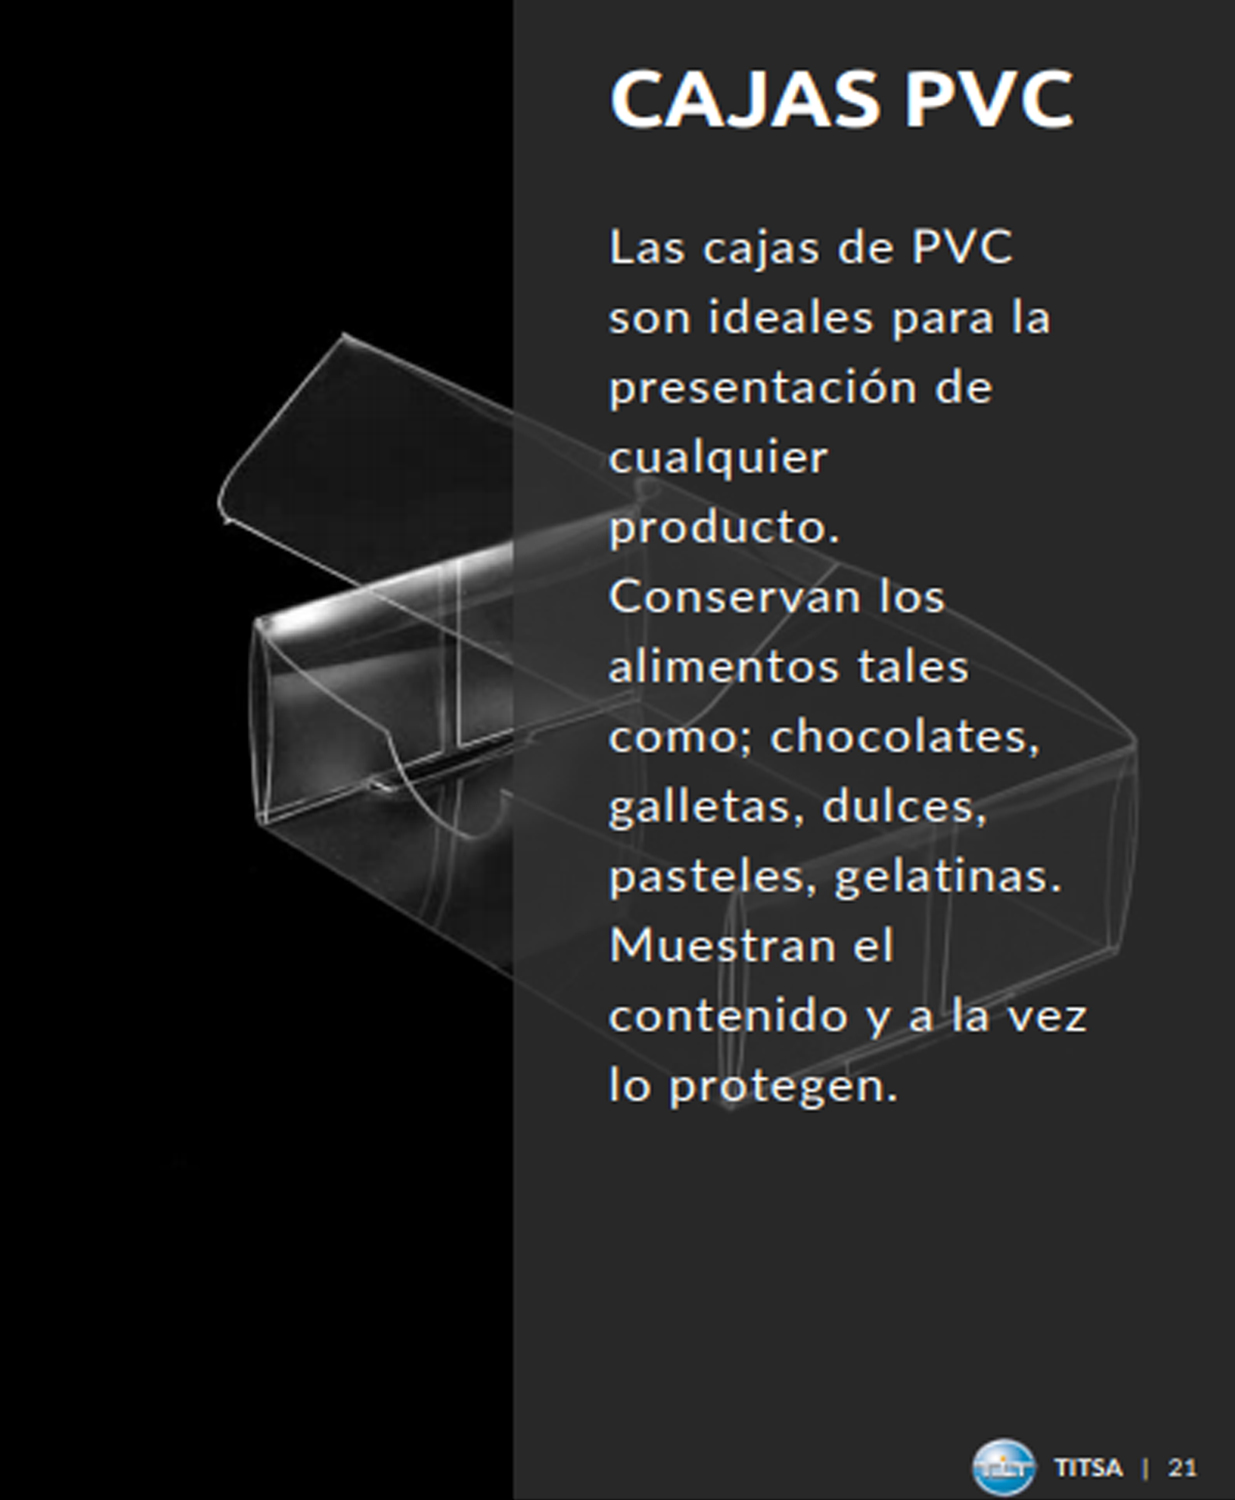 CAJAS PVC
Las cajas de PVC
son ideales para la
presentación de
cualquier
producto.
Conservan los
alimentos tales
como; chocolates,
galletas, dulces,
pasteles, gelatinas.
Muestran el
contenido y a la vez
lo protegen.
TITSA | 21